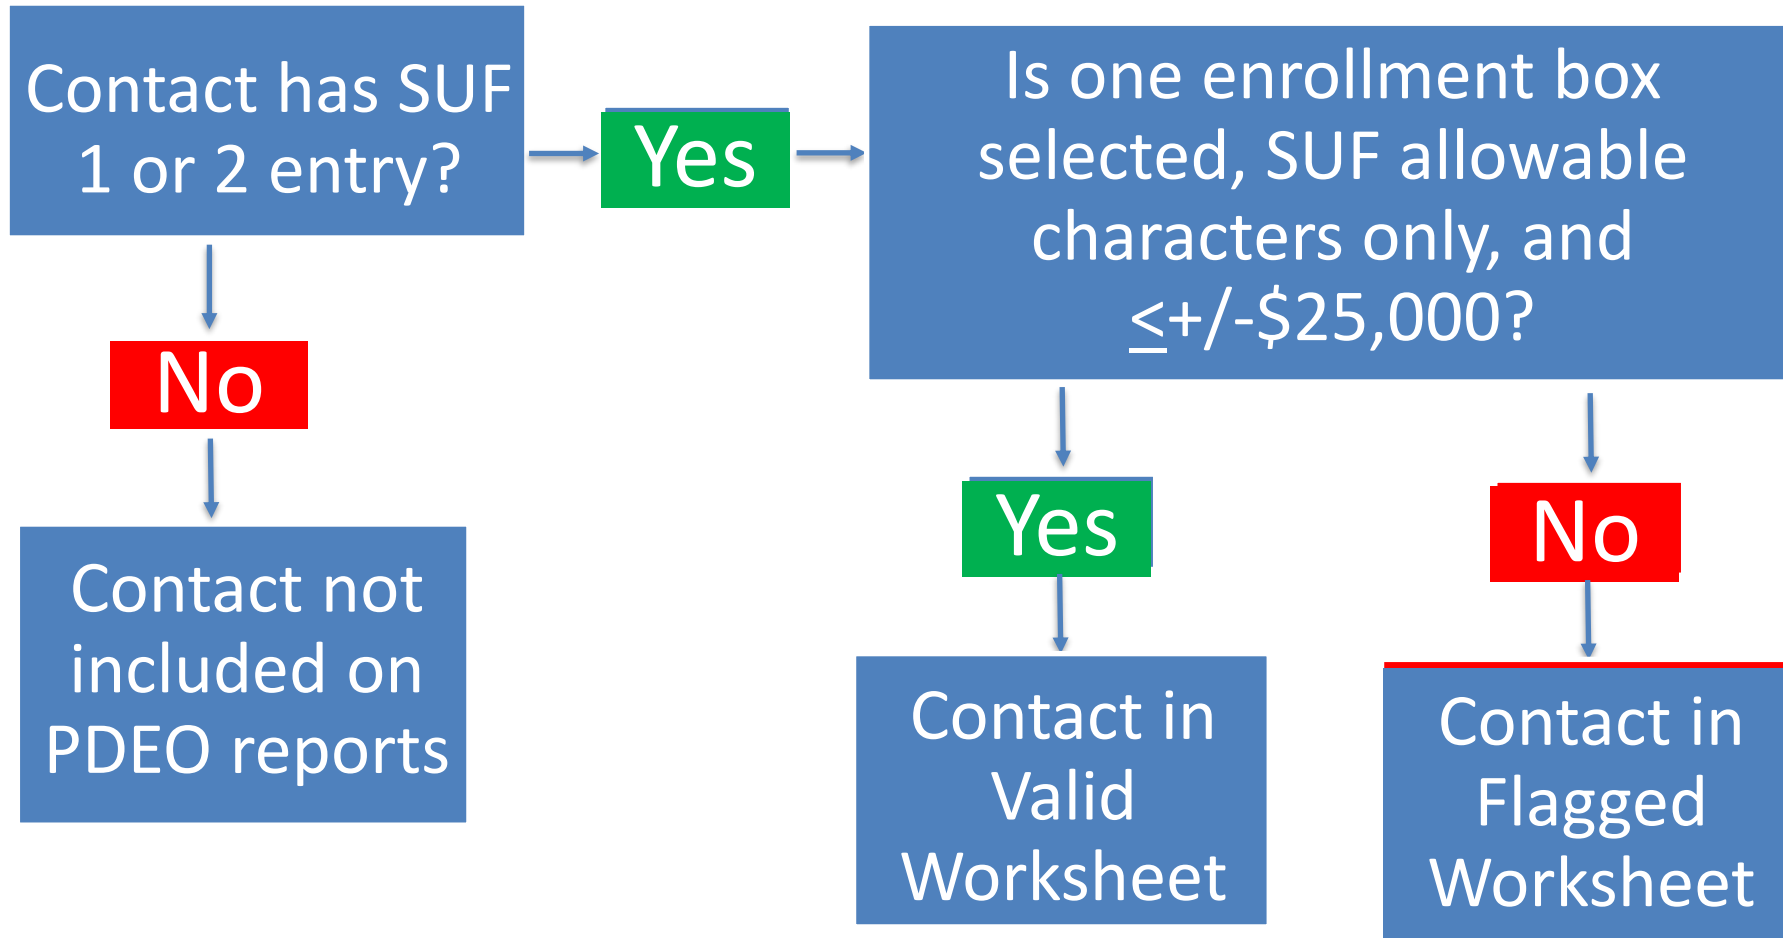 Contact has SUF
1 or 2 entry?
Yes
Is one enrollment box
selected, SUF allowable
characters only, and
<+/-$25,000?
No
Contact not
included on
PDEO reports
Yes
Contact in
Valid
Worksheet
No
Contact in
Flagged
Worksheet